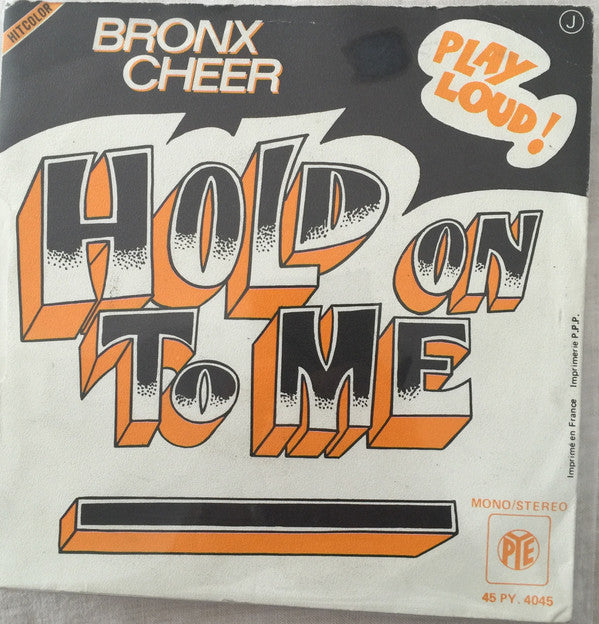 HITCOLOR
BRONX
CHEER
PLAY
LOUD!
J
HOLD ON
TO ME
Imprimé en France Imprimerie P.P.P.
MONO/STEREO
PYE
45 PY. 4045